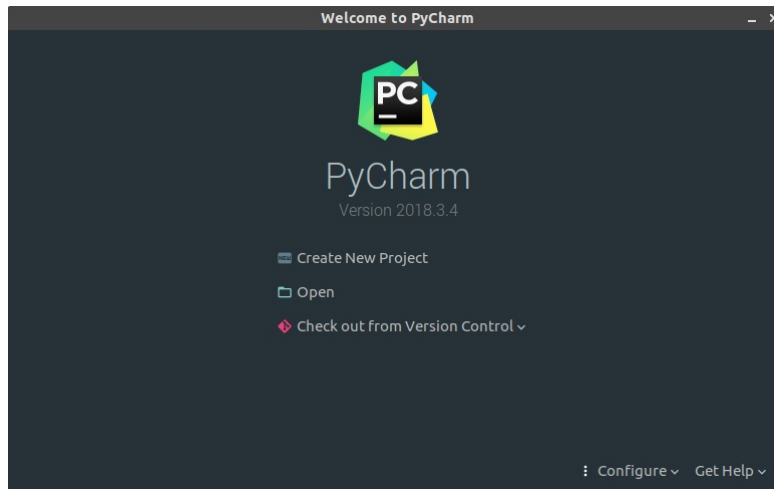 Welcome to PyCharm
PC
PyCharm
Version 2018.3.4
Create New Project
Open
Check out from Version Control
Configure Get Help